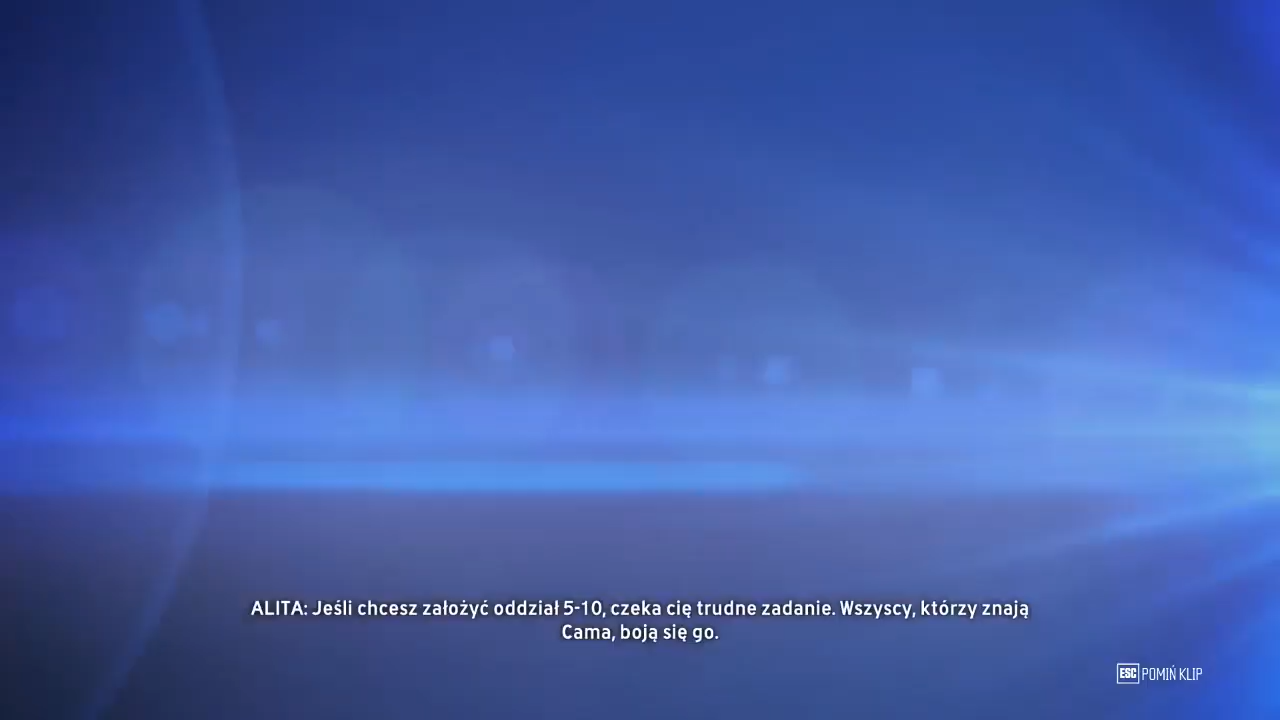 ALITA: Jeśli chcesz założyć oddział 5-10, czeka cię trudne zadanie. Wszyscy, którzy znają
Cama, boją się go.
ESC POMIŃ KLIP